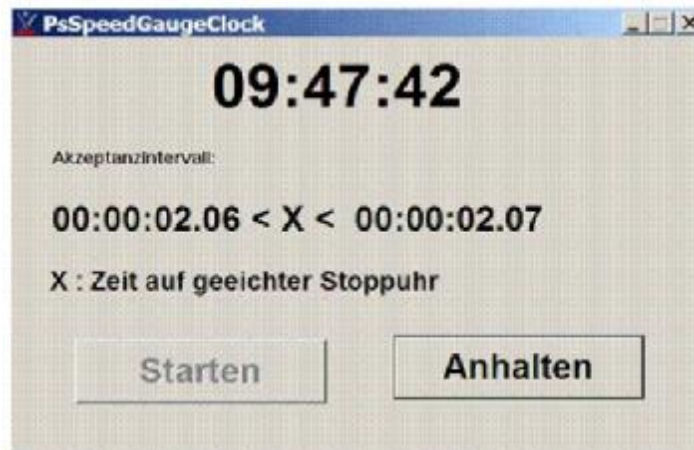 PsSpeedGaugeClock
09:47:42
Akzeptanzintervall:
00:00:02.06 < X < 00:00:02.07
X : Zeit auf geeichter Stoppuhr
Starten
Anhalten